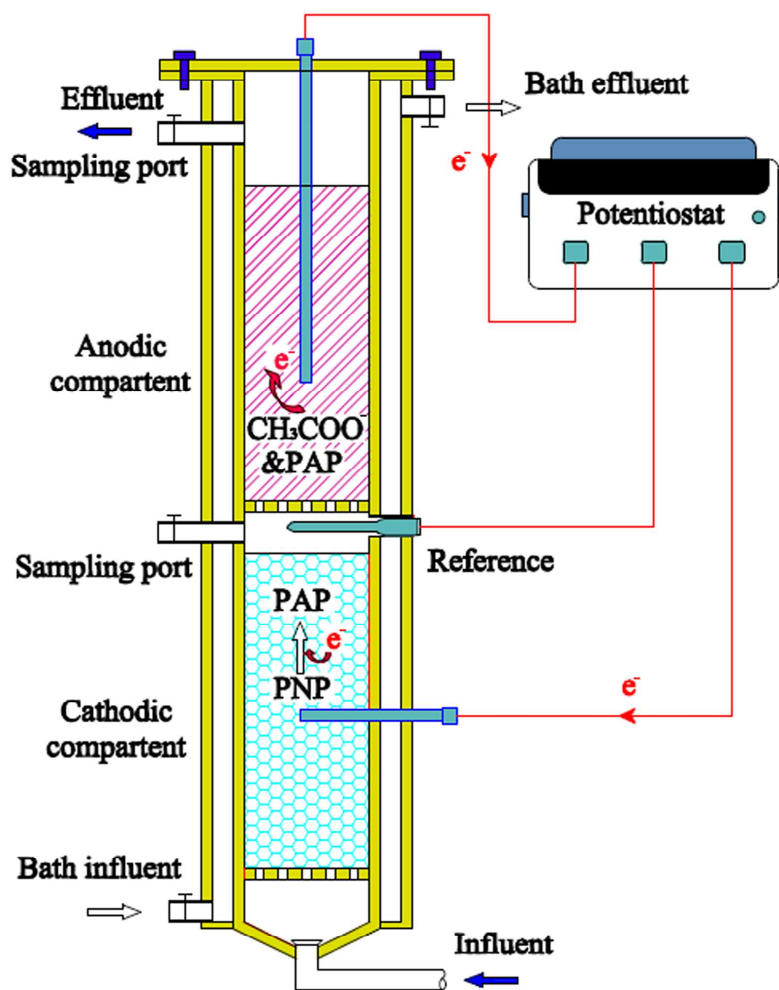 Effluent
Sampling port
Bath effluent
e⁻
Potentiostat
Anodic
compartent
e⁻
CH₃COO⁻
&PAP
Sampling port
Reference
PAP
e⁻
PNP
Cathodic
compartent
e⁻
Bath influent
Influent